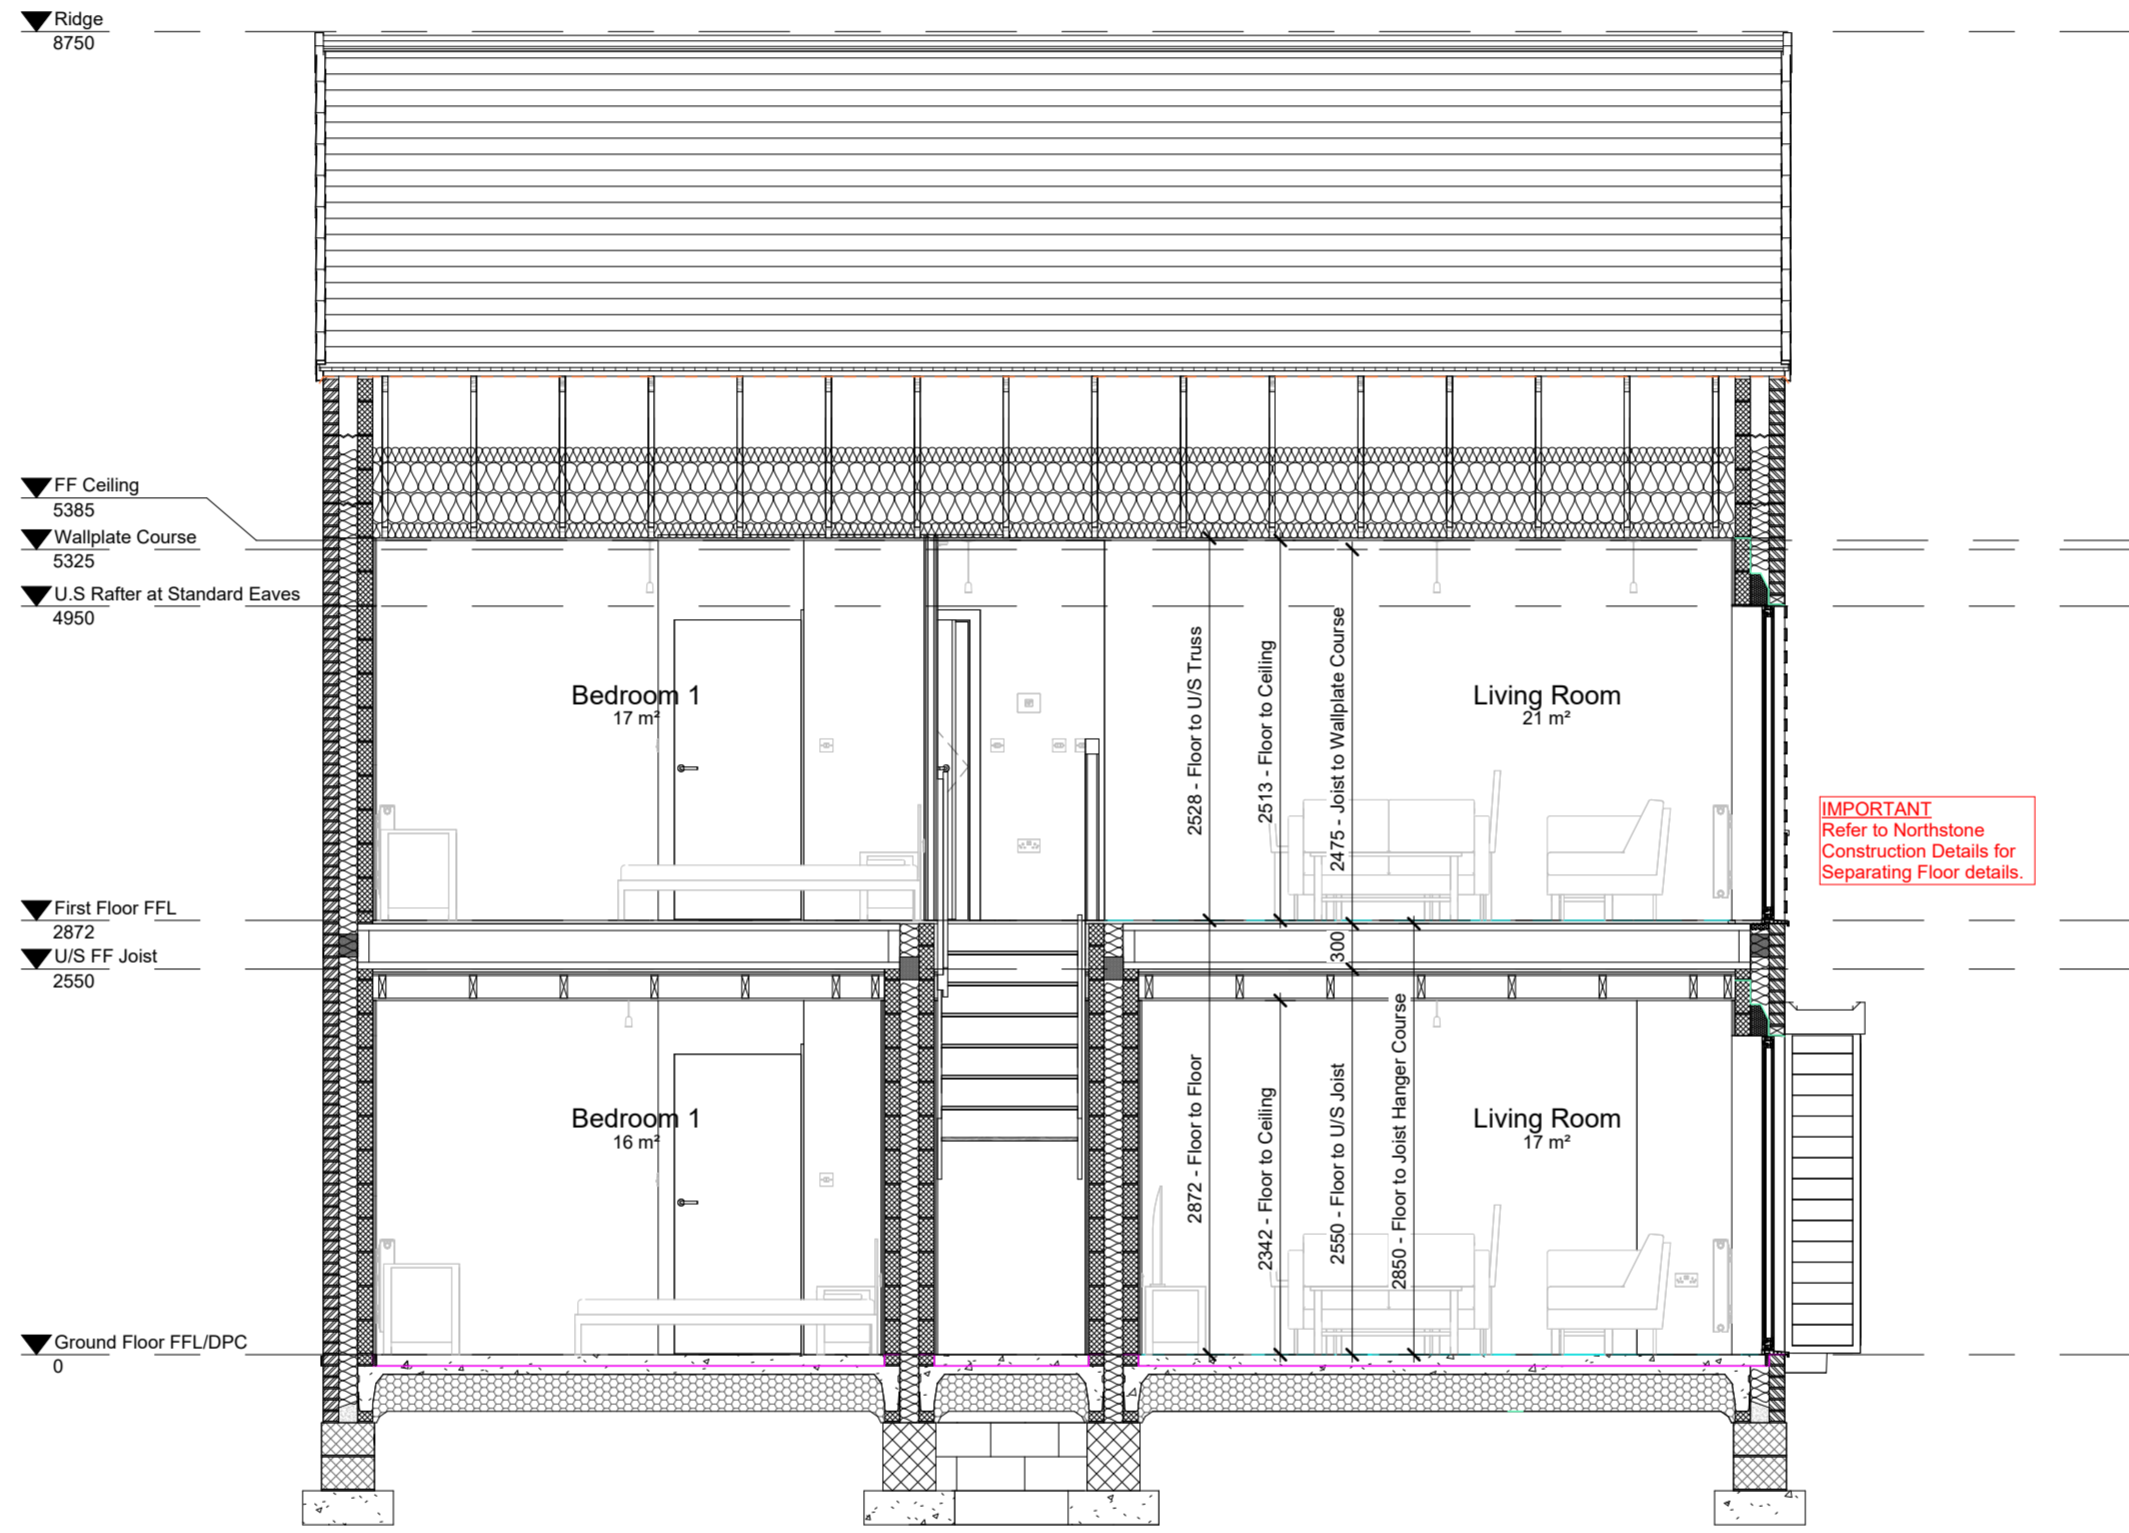 Ridge
8750
FF Ceiling
5385
Wallplate Course
5325
U.S Rafter at Standard Eaves
4950
First Floor FFL
2872
U/S FF Joist
2550
Ground Floor FFL/DPC
0
Bedroom 1
17 m²
2528 - Floor to U/S Truss
2513 - Floor to Ceiling
2475 - Joist to Wallplate Course
Living Room
21 m²
IMPORTANT
Refer to Northstone
Construction Details for
Separating Floor details.
300
Bedroom 1
16 m²
2872 - Floor to Floor
2342 - Floor to Ceiling
2550 - Floor to U/S Joist
2850 - Floor to Joist Hanger Course
Living Room
17 m²